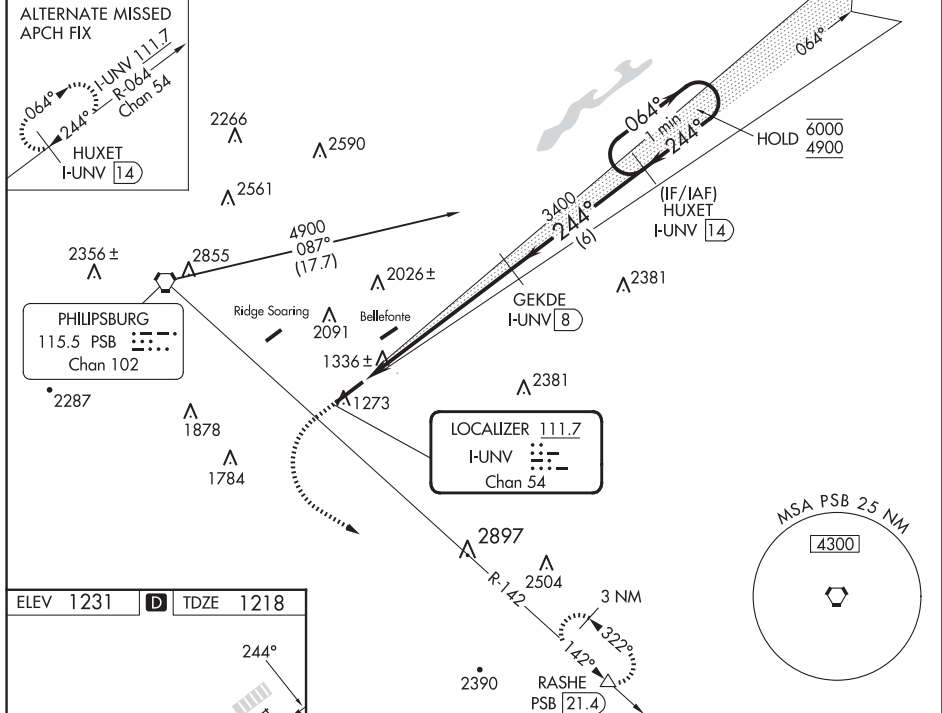 ALTERNATE MISSED
APCH FIX
I-UNV 111.7
R-064
Chan 54
064°
244°
HUXET
I-UNV 14
2266
2590
2561
2356 ±
2855
4900
087°
(17.7)
2026 ±
PHILIPSBURG
115.5 PSB
Chan 102
Ridge Soaring
2091
Bellefonte
1336 ±
1273
2287
1878
1784
064°
064°
1 min
244°
HOLD 6000
4900
(IF/IAF)
HUXET
I-UNV 14
3400
244°
(6)
GEKDE
I-UNV 8
2381
2381
LOCALIZER 111.7
I-UNV
Chan 54
MSA PSB 25 NM
4300
2897
2504
R-142
3 NM
322°
142°
2390
RASHE
PSB 21.4
ELEV 1231 D TDZE 1218
244°